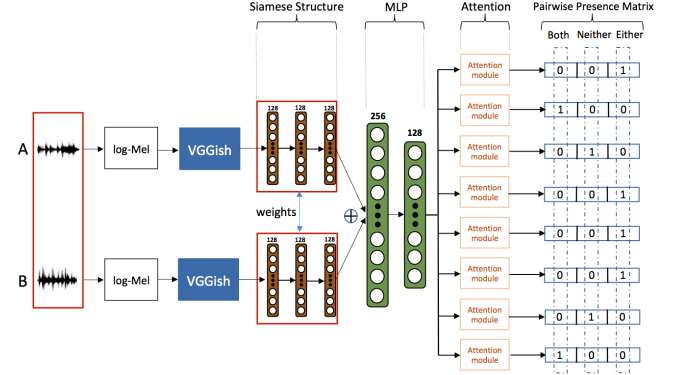 Siamese Structure MLP Attention Pairwise Presence Matrix
Both Neither Either
Attention
module
0 0 1
Attention
module
1 0 0
Attention
module
0 1 0
Attention
module
0 0 1
Attention
module
0 0 1
Attention
module
0 0 1
Attention
module
0 1 0
Attention
module
1 0 0
128 128 128
256
128
A log-Mel VGGish
weights
128 128 128
B log-Mel VGGish